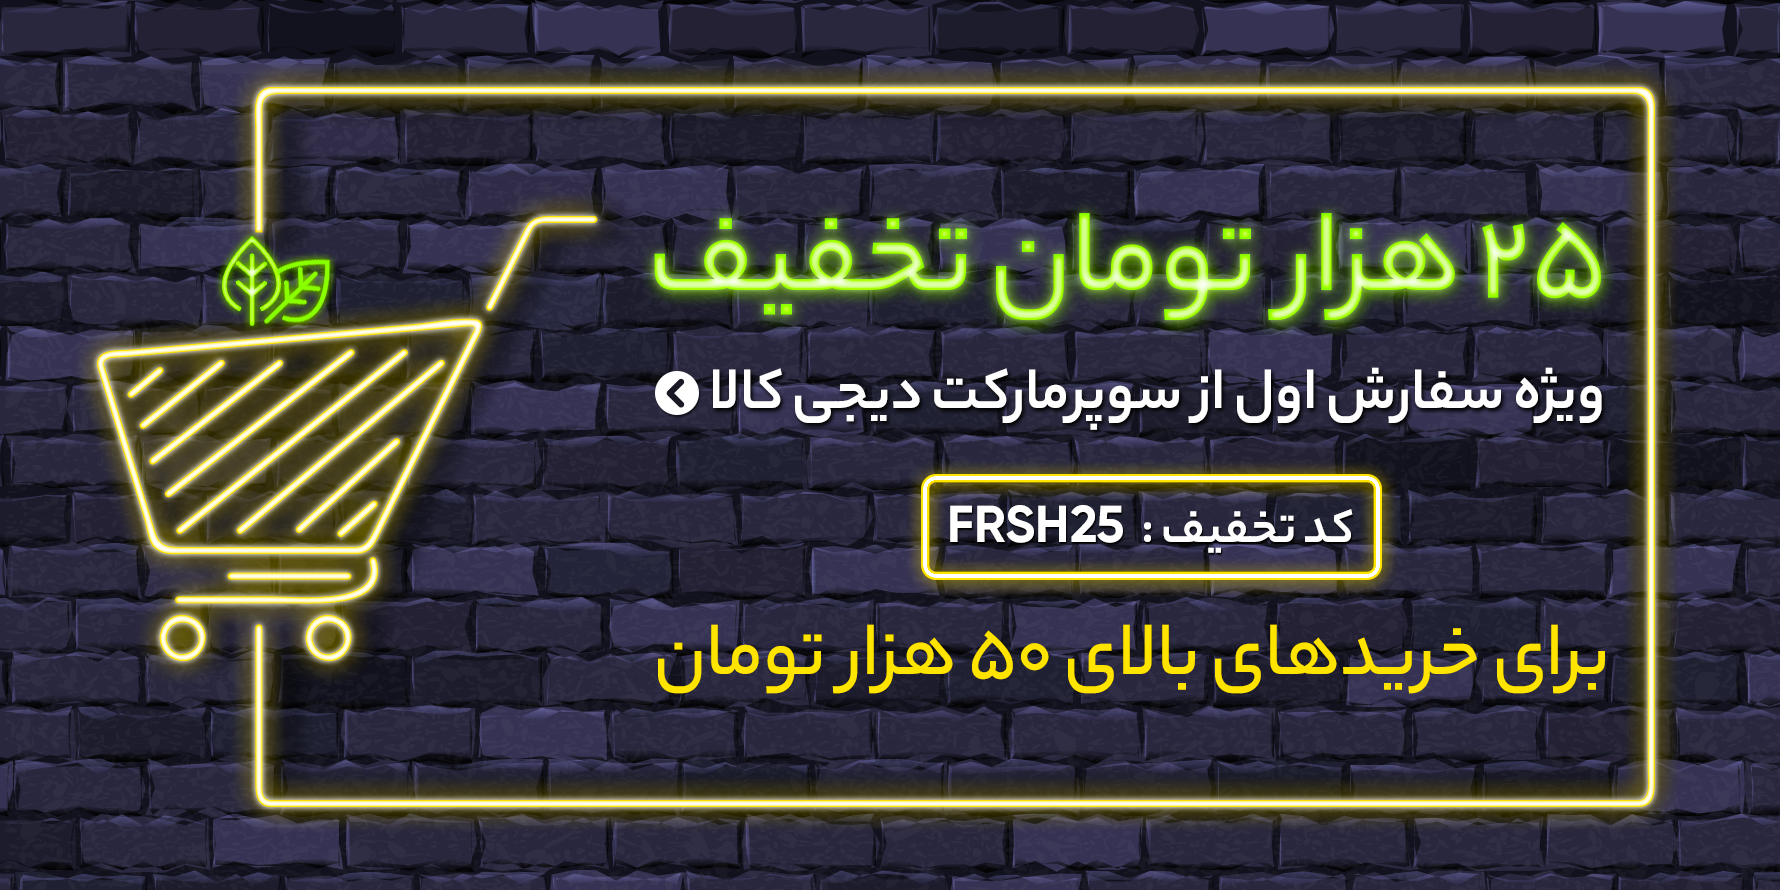 ۲۵ هزار تومان تخفیف
ویژه سفارش اول از سوپرمارکت دیجی کالا
کد تخفیف : FRSH25
برای خریدهای بالای ۵۰ هزار تومان